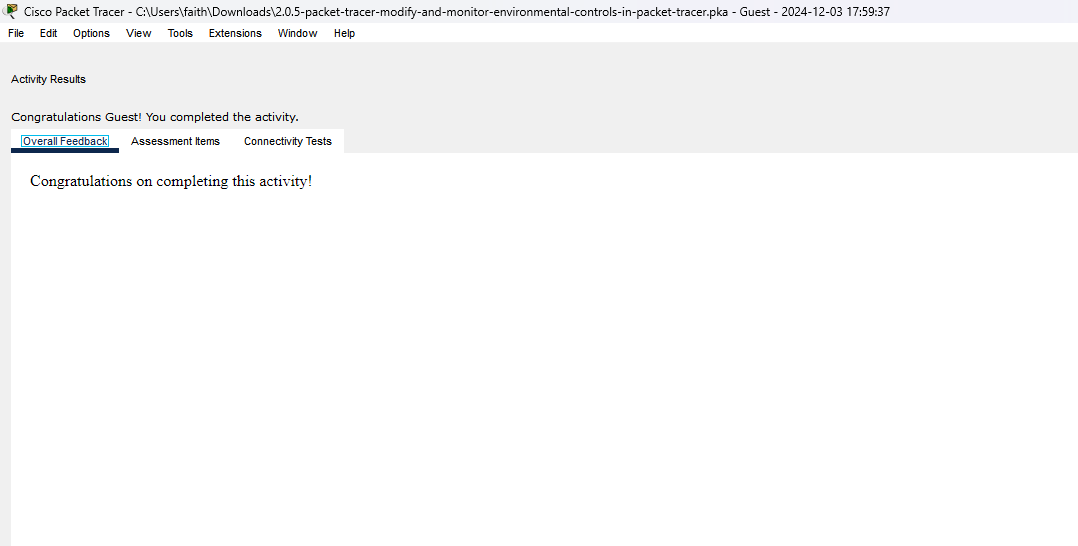 Cisco Packet Tracer - C:\Users\faith\Downloads\2.0.5-packet-tracer-modify-and-monitor-environmental-controls-in-packet-tracer.pka - Guest - 2024-12-03 17:59:37
File Edit Options View Tools Extensions Window Help
Activity Results
Congratulations Guest! You completed the activity.
Overall Feedback Assessment Items Connectivity Tests
Congratulations on completing this activity!